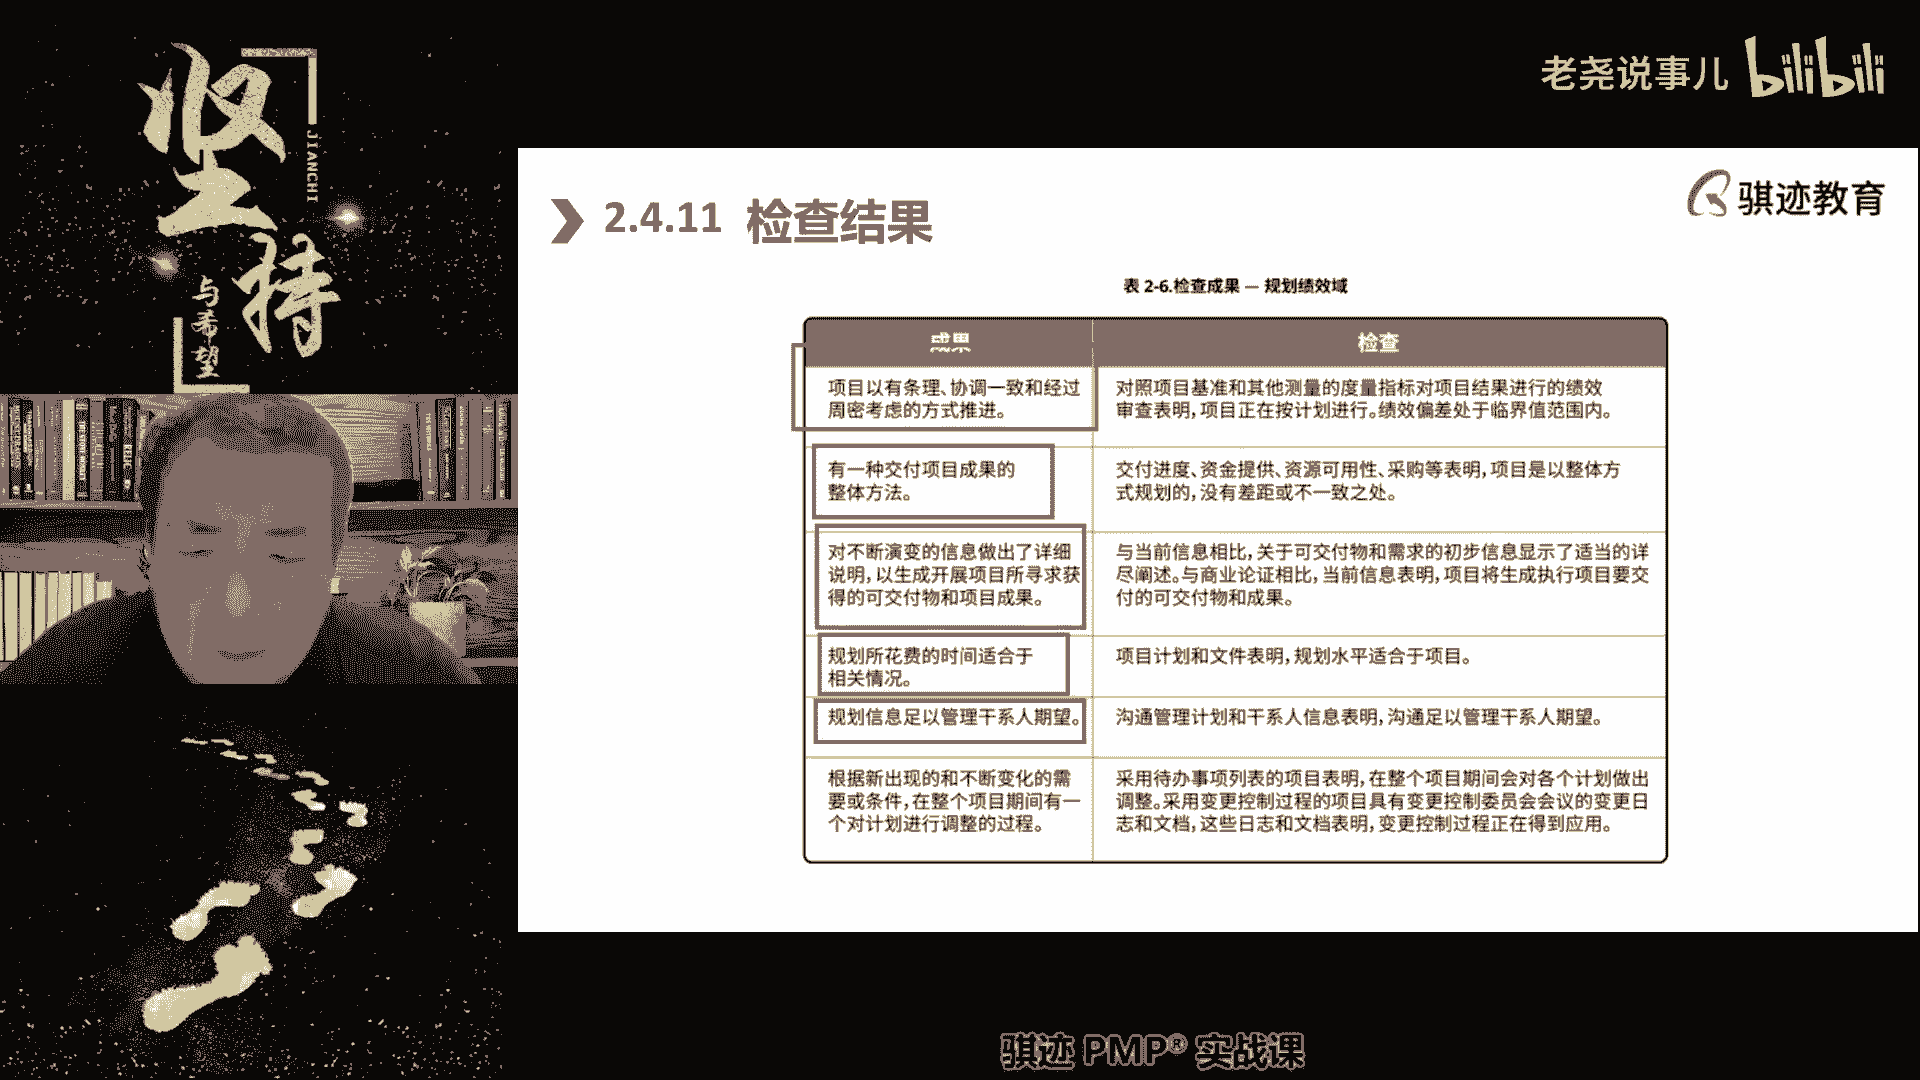 坚持
JIANCHI
与希望
老尧说事儿 bilibili
骐迹教育
2.4.11 检查结果
表 2-6.检查成果 — 规划绩效域
成果
检查
项目以有条理、协调一致和经过
周密考虑的方式推进。
对照项目基准和其他测量的度量指标对项目结果进行的绩效
审查表明,项目正在按计划进行。绩效偏差处于临界值范围内。
有一种交付项目成果的
整体方法。
交付进度、资金提供、资源可用性、采购等表明,项目是以整体方
式规划的,没有差距或不一致之处。
对不断演变的信息做出了详细
说明,以生成开展项目所寻求获
得的可交付物和项目成果。
与当前信息相比,关于可交付物和需求的初步信息显示了适当的详
尽阐述。与商业论证相比,当前信息表明,项目将生成执行项目要交
付的可交付物和成果。
规划所花费的时间适合于
相关情况。
项目计划和文件表明,规划水平适合于项目。
规划信息足以管理干系人期望。
沟通管理计划和干系人信息表明,沟通足以管理干系人期望。
根据新出现的和不断变化的需
要或条件,在整个项目期间有一
个对计划进行调整的过程。
采用待办事项列表的项目表明,在整个项目期间会对各个计划做出
调整。采用变更控制过程的项目具有变更控制委员会会议的变更日
志和文档,这些日志和文档表明,变更控制过程正在得到应用。
骐迹 PMP® 实战课